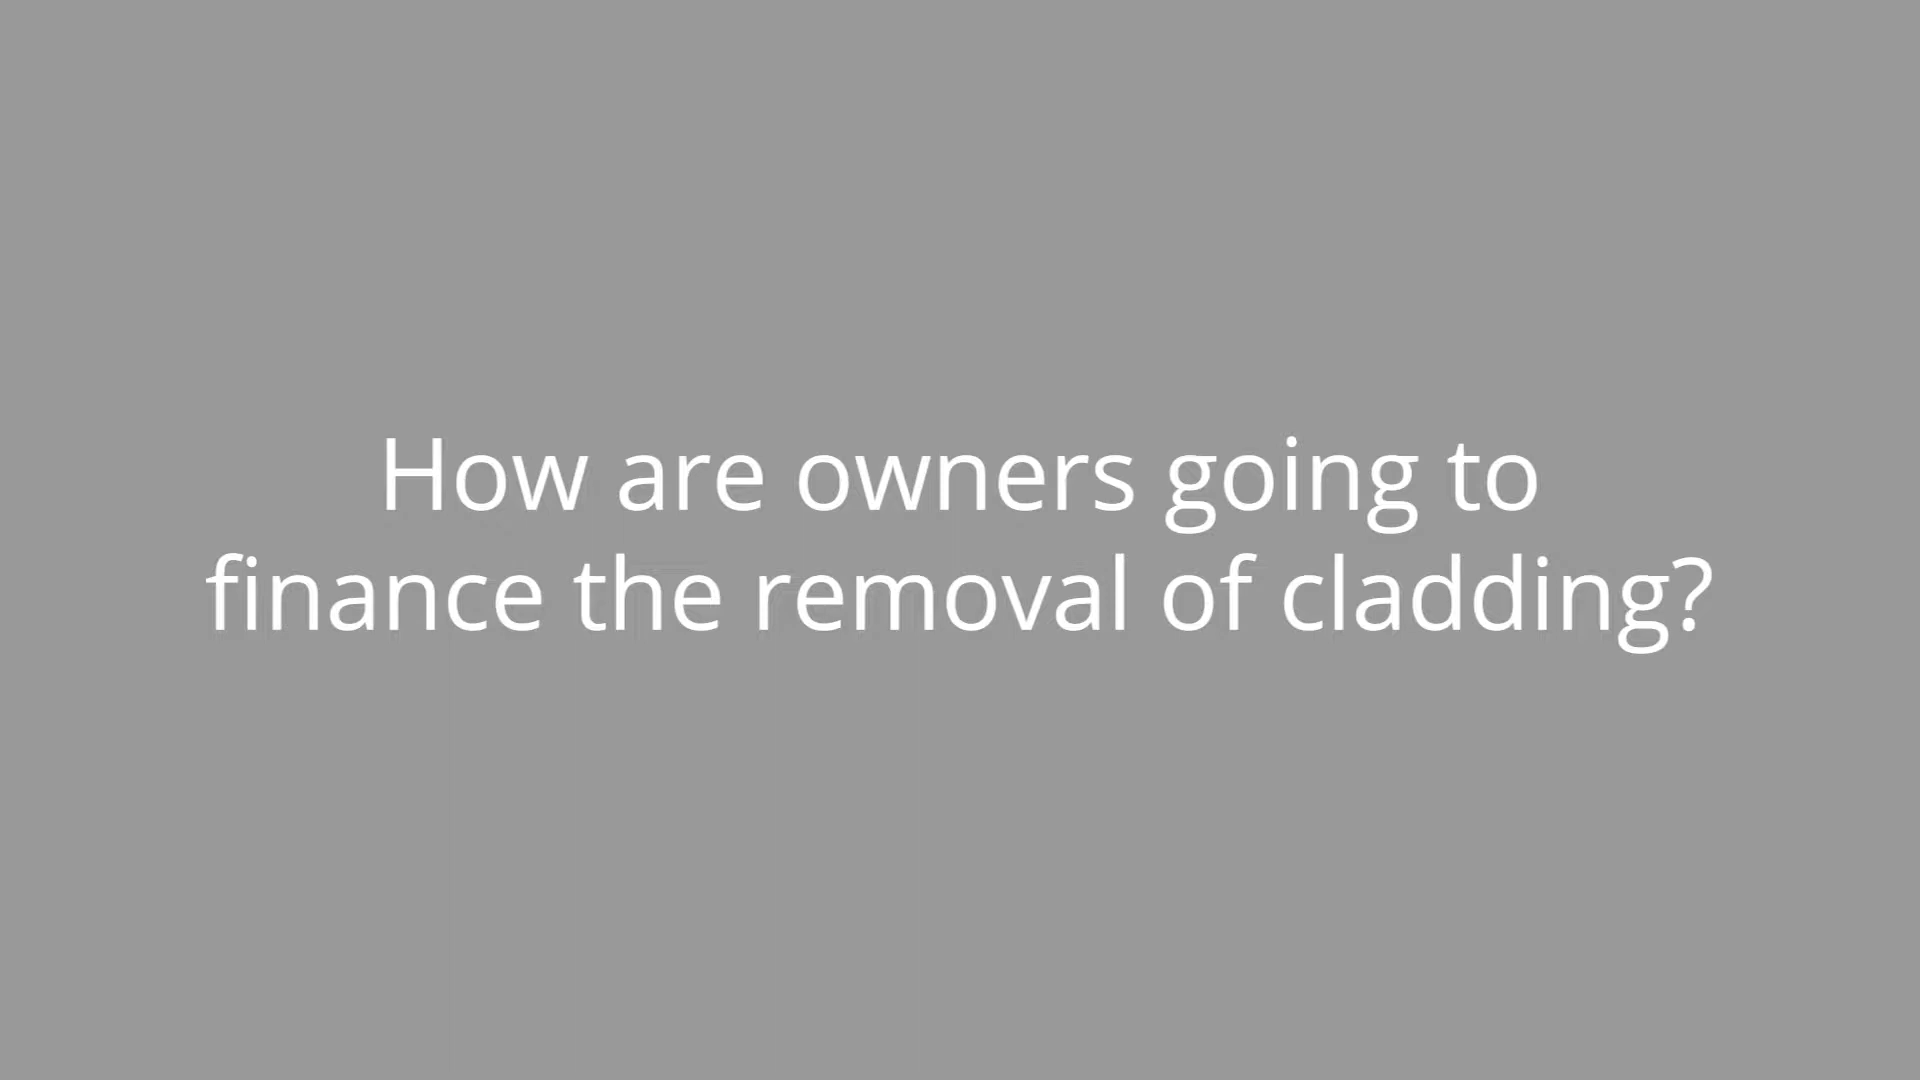 How are owners going to
finance the removal of cladding?